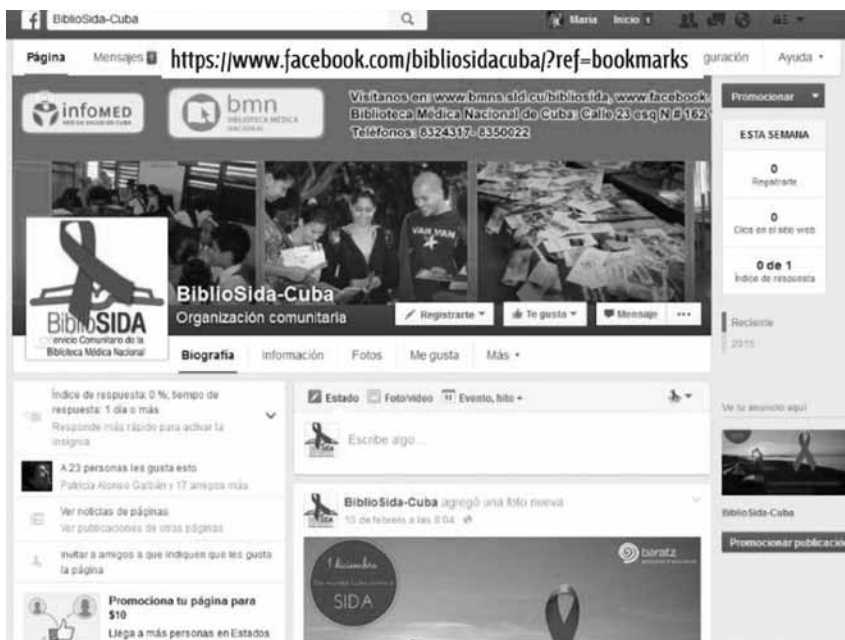 BiblioSida-Cuba
Maria Inicio
Página Mensajes https://www.facebook.com/bibliosidacuba/?ref=bookmarks guración Ayuda
infoMED
RED DE SALUD DE CUBA
bmn
BIBLIOTECA MÉDICA
NACIONAL
Visítanos en: www.bmns.sld.cu/bibliosida, www.facebook
Biblioteca Médica Nacional de Cuba: Calle 23 esq N # 162
Teléfonos: 8324317- 8350022
Promocionar
ESTA SEMANA
0
Registrarte
0
Clics en el sitio web
0 de 1
Índice de respuesta
Reciente
2015
VAN VAN
BiblioSIDA
Servicio Comunitario de la
Biblioteca Médica Nacional
BiblioSida-Cuba
Organización comunitaria
Registrarte Te gusta Mensaje
Biografía Información Fotos Me gusta Más
Índice de respuesta: 0 %; tiempo de
respuesta: 1 día o más
Responde más rápido para activar la
insignia
A 23 personas les gusta esto
Patricia Alonso Galbán y 17 amigos más
Ver noticias de páginas
Ver publicaciones de otras páginas
Invitar a amigos a que indiquen que les gusta
la página
Promociona tu página para
$10
Llega a más personas en Estados
Estado Foto/video Evento, hito +
Escribe algo...
BiblioSida-Cuba agregó una foto nueva
1 diciembre
SIDA
baratz
Ve tu anuncio aquí
BiblioSida-Cuba
Promocionar publicación